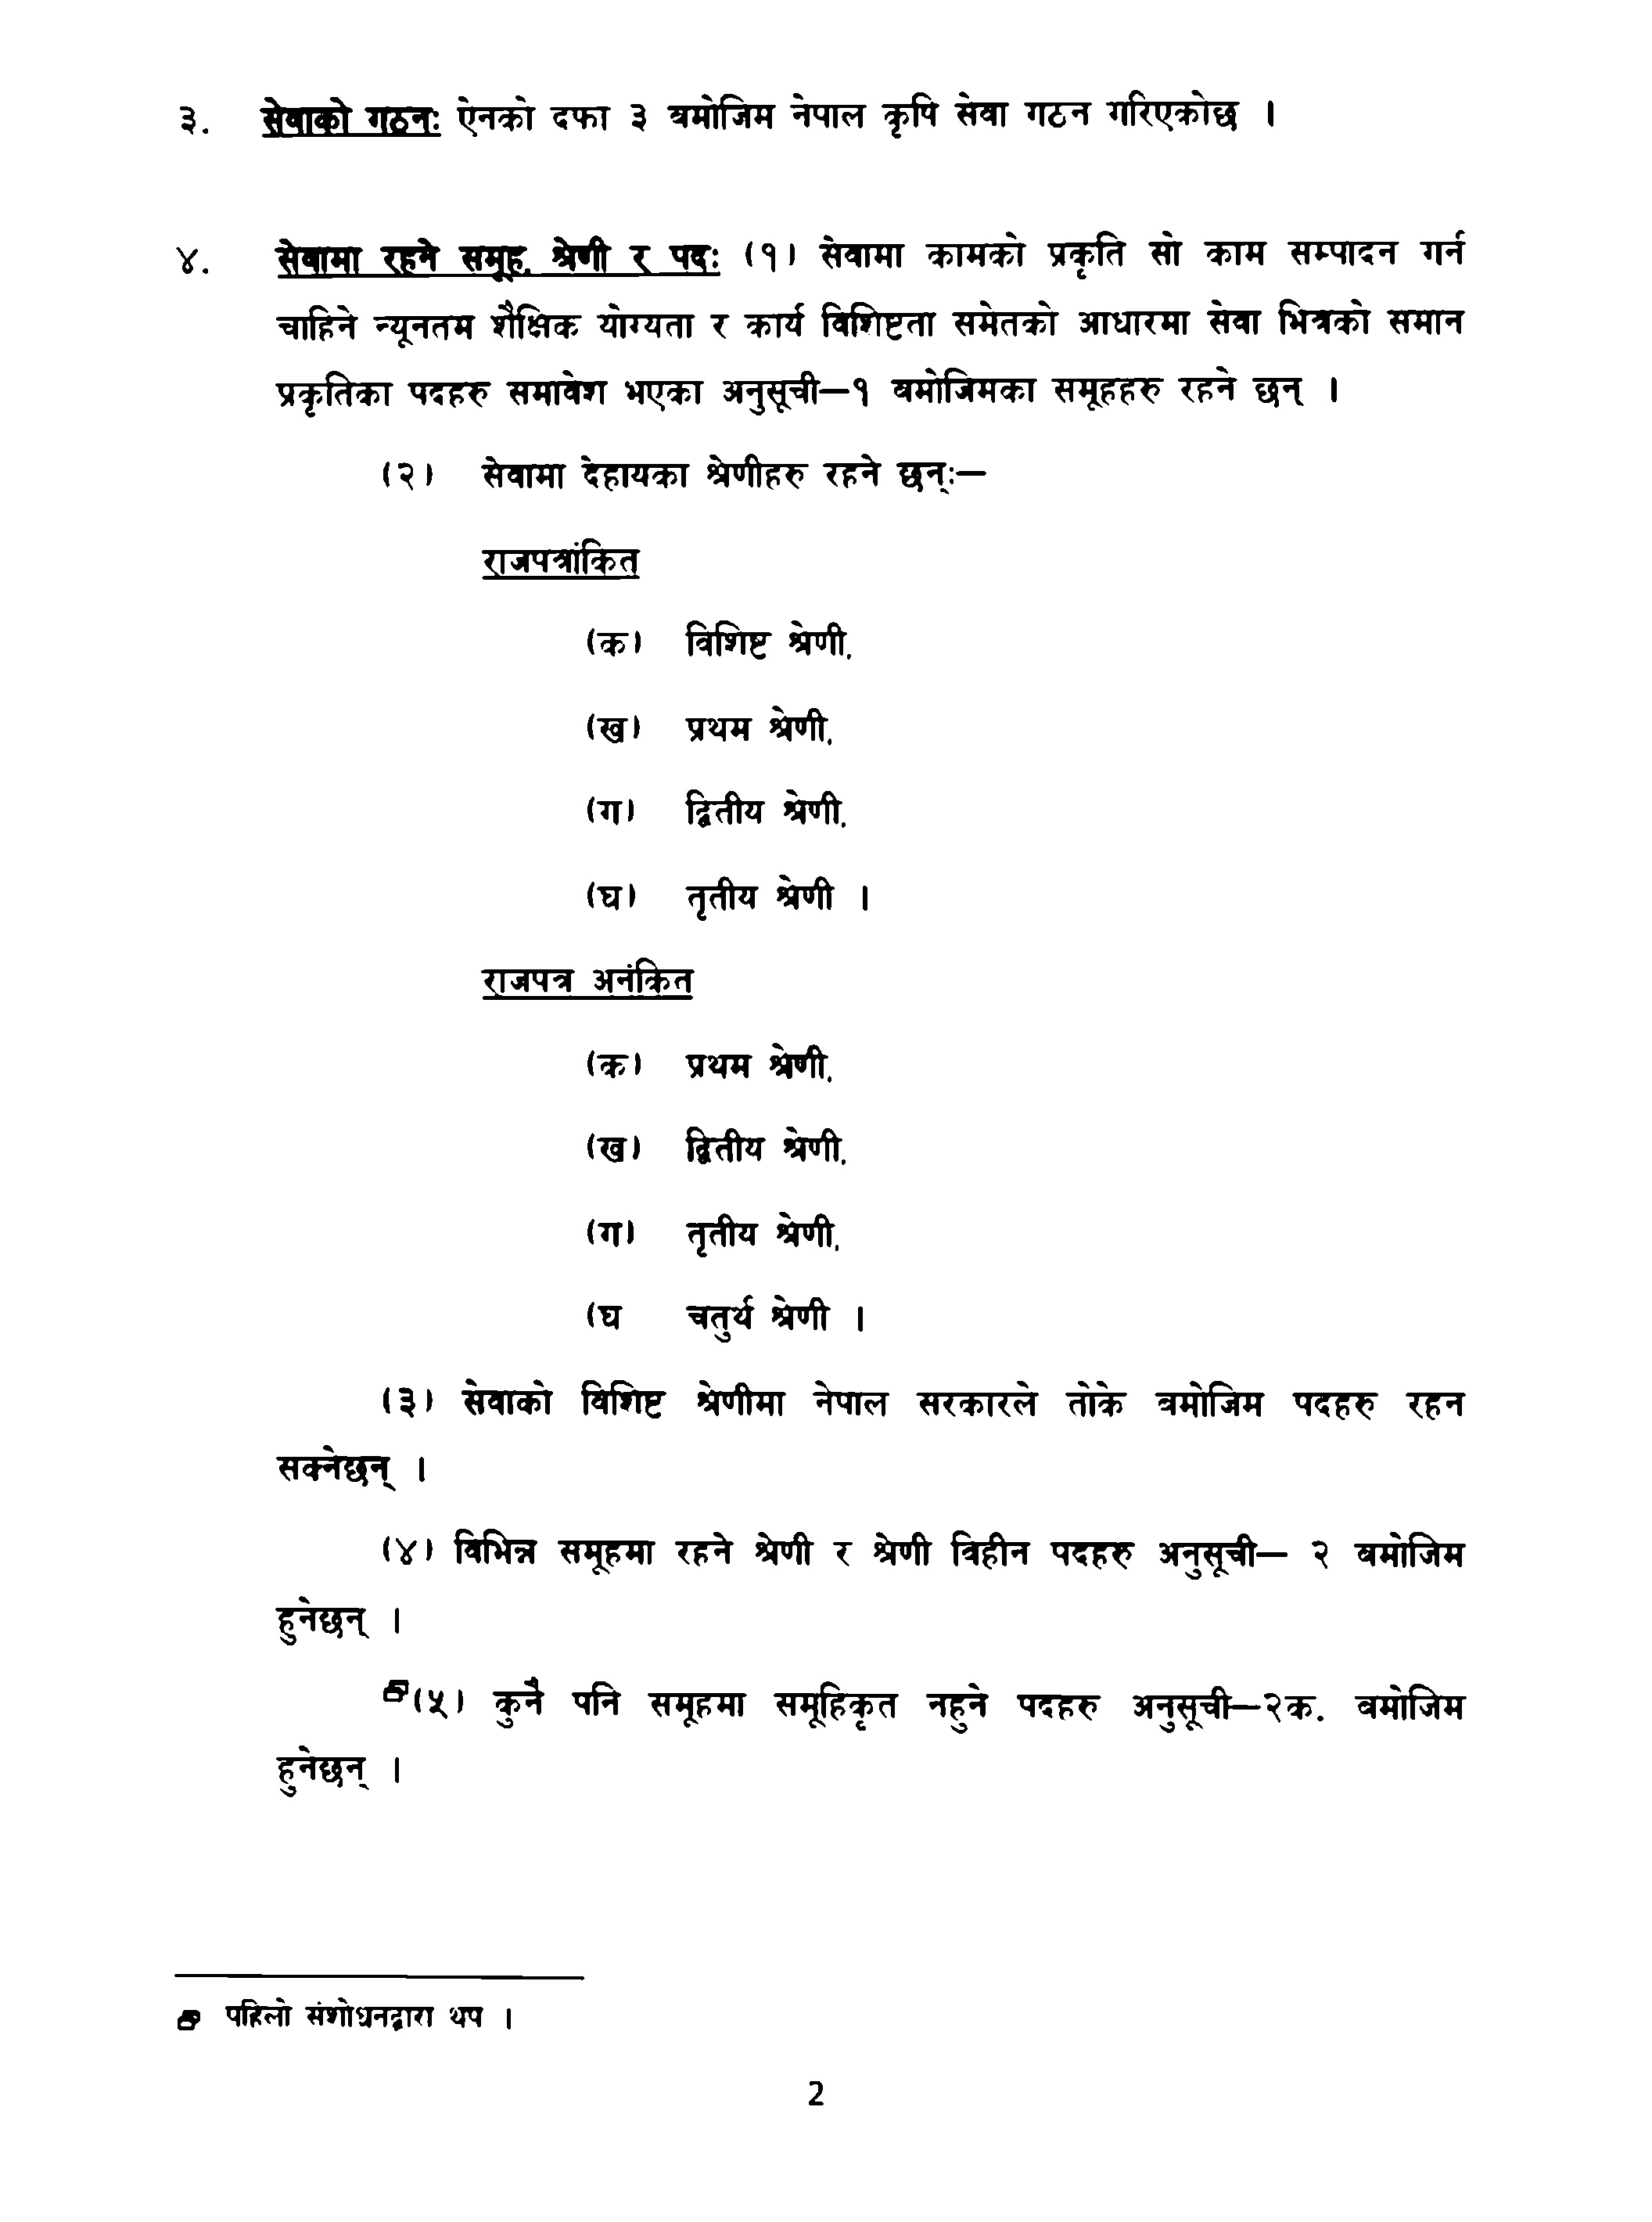 ३. सेवाको गठनः ऐनको दफा ३ बमोजिम नेपाल कृषि सेवा गठन गरिएकोछ ।
४. सेवामा रहने समूह, श्रेणी र पदः (१) सेवामा कामको प्रकृति सो काम सम्पादन गर्न
चाहिने न्यूनतम शैक्षिक योग्यता र कार्य विशिष्टता समेतको आधारमा सेवा भित्रको समान
प्रकृतिका पदहरु समावेश भएका अनुसूची–१ बमोजिमका समूहहरु रहने छन् ।
(२) सेवामा देहायका श्रेणीहरु रहने छन्ः–
राजपत्रांकित
(क) विशिष्ट श्रेणी,
(ख) प्रथम श्रेणी,
(ग) द्वितीय श्रेणी,
(घ) तृतीय श्रेणी ।
राजपत्र अनंकित
(क) प्रथम श्रेणी,
(ख) द्वितीय श्रेणी,
(ग) तृतीय श्रेणी,
(घ चतुर्थ श्रेणी ।
(३) सेवाको विशिष्ट श्रेणीमा नेपाल सरकारले तोके बमोजिम पदहरु रहन
सक्नेछन् ।
(४) विभिन्न समूहमा रहने श्रेणी र श्रेणी विहीन पदहरु अनुसूची– २ बमोजिम
हुनेछन् ।
(५) कुनै पनि समूहमा समूहिकृत नहुने पदहरु अनुसूची–२क. बमोजिम
हुनेछन् ।
पहिलो संशोधनद्वारा थप ।
2